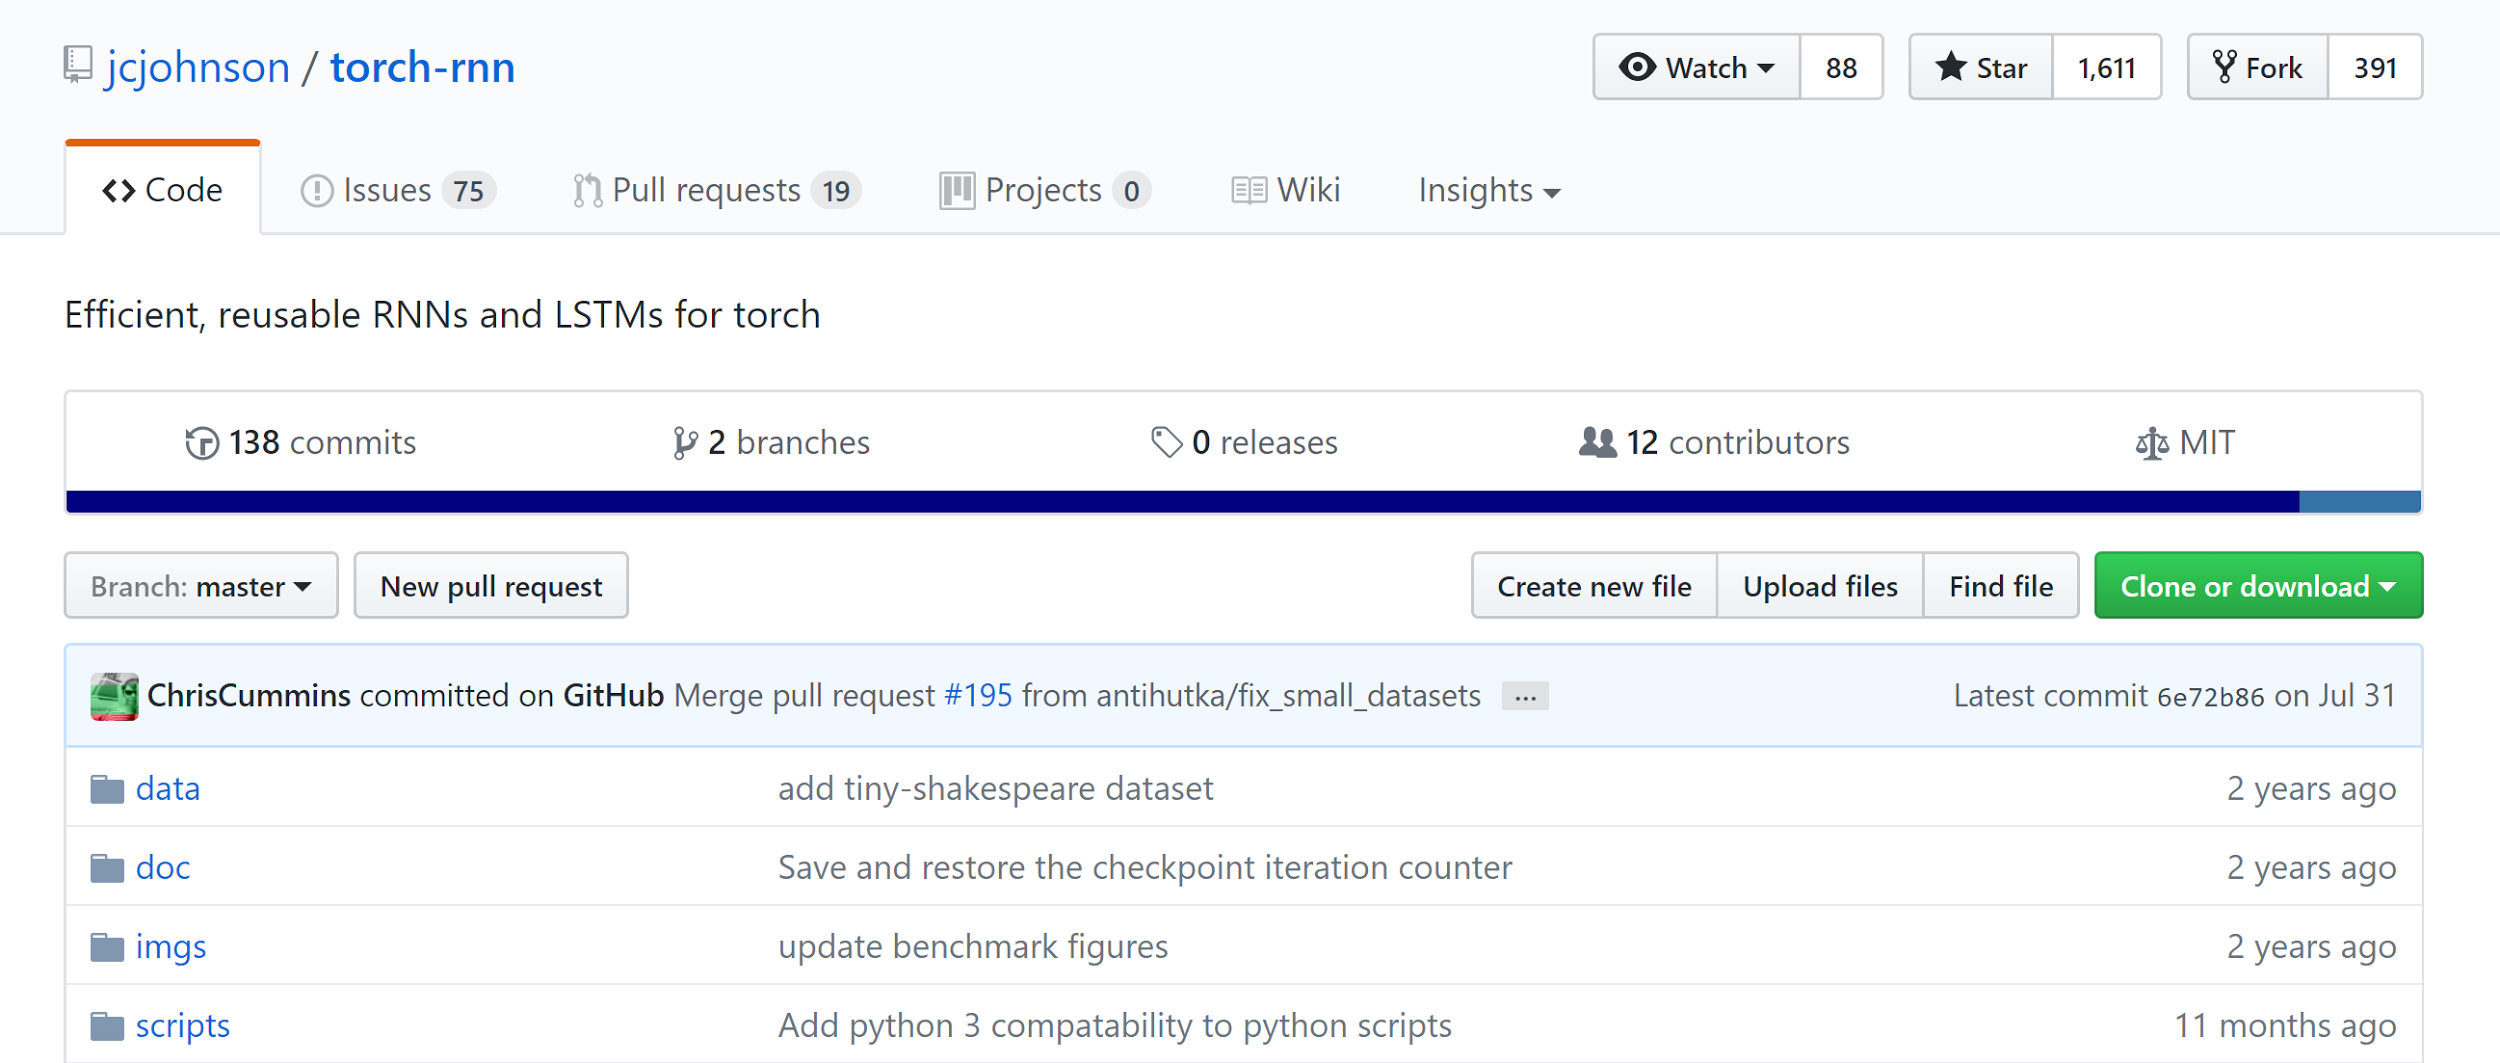 jcjohnson / torch-rnn Watch 88 Star 1,611 Fork 391
Code Issues 75 Pull requests 19 Projects 0 Wiki Insights
Efficient, reusable RNNs and LSTMs for torch
138 commits 2 branches 0 releases 12 contributors MIT
Branch: master New pull request Create new file Upload files Find file Clone or download
ChrisCummins committed on GitHub Merge pull request #195 from antihutka/fix_small_datasets ... Latest commit 6e72b86 on Jul 31
data add tiny-shakespeare dataset 2 years ago
doc Save and restore the checkpoint iteration counter 2 years ago
imgs update benchmark figures 2 years ago
scripts Add python 3 compatability to python scripts 11 months ago